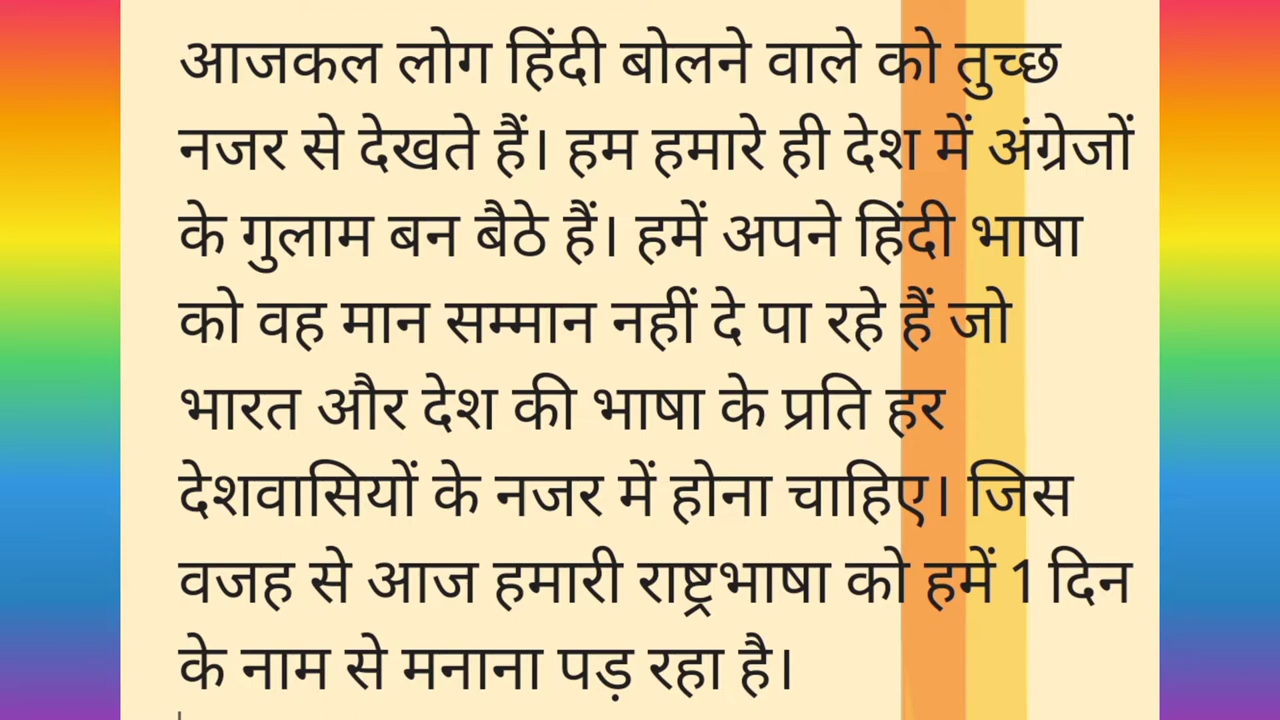 आजकल लोग हिंदी बोलने वाले को तुच्छ
नजर से देखते हैं। हम हमारे ही देश में अंग्रेजों
के गुलाम बन बैठे हैं। हमें अपने हिंदी भाषा
को वह मान सम्मान नहीं दे पा रहे हैं जो
भारत और देश की भाषा के प्रति हर
देशवासियों के नजर में होना चाहिए। जिस
वजह से आज हमारी राष्ट्रभाषा को हमें 1 दिन
के नाम से मनाना पड़ रहा है।